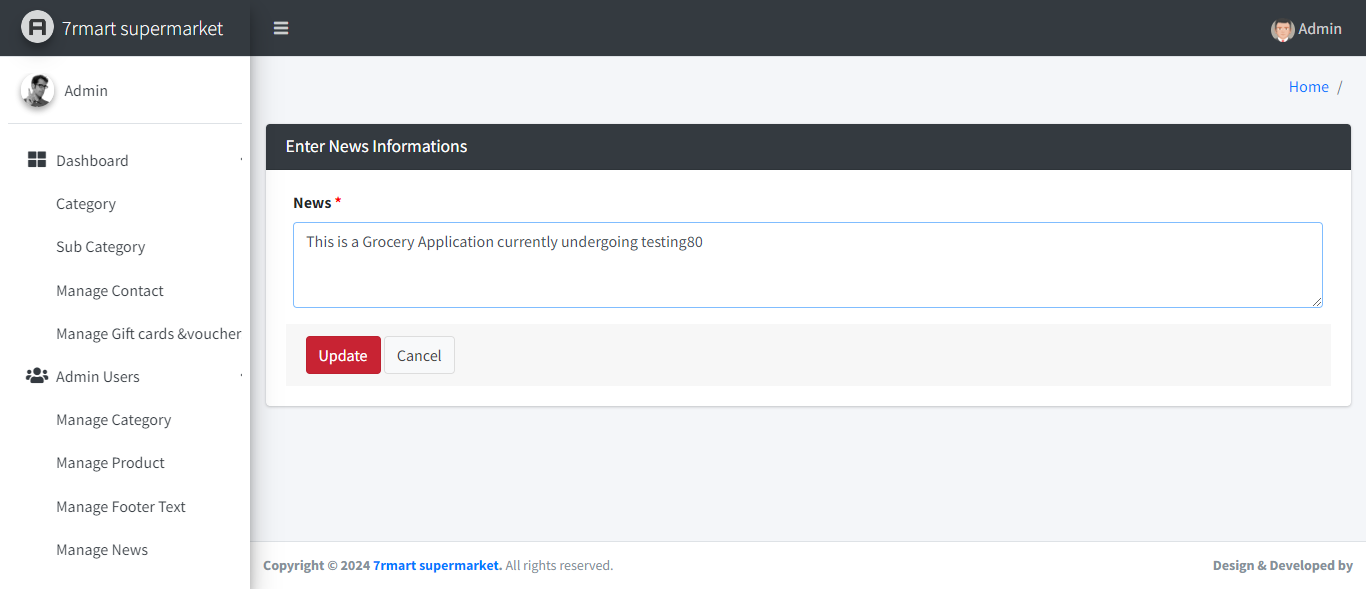 7rmart supermarket
Admin
Admin
Home /
Dashboard
Category
Sub Category
Manage Contact
Manage Gift cards &voucher
Admin Users
Manage Category
Manage Product
Manage Footer Text
Manage News
Enter News Informations
News *
This is a Grocery Application currently undergoing testing80
Update Cancel
Copyright © 2024 7rmart supermarket. All rights reserved.
Design & Developed by